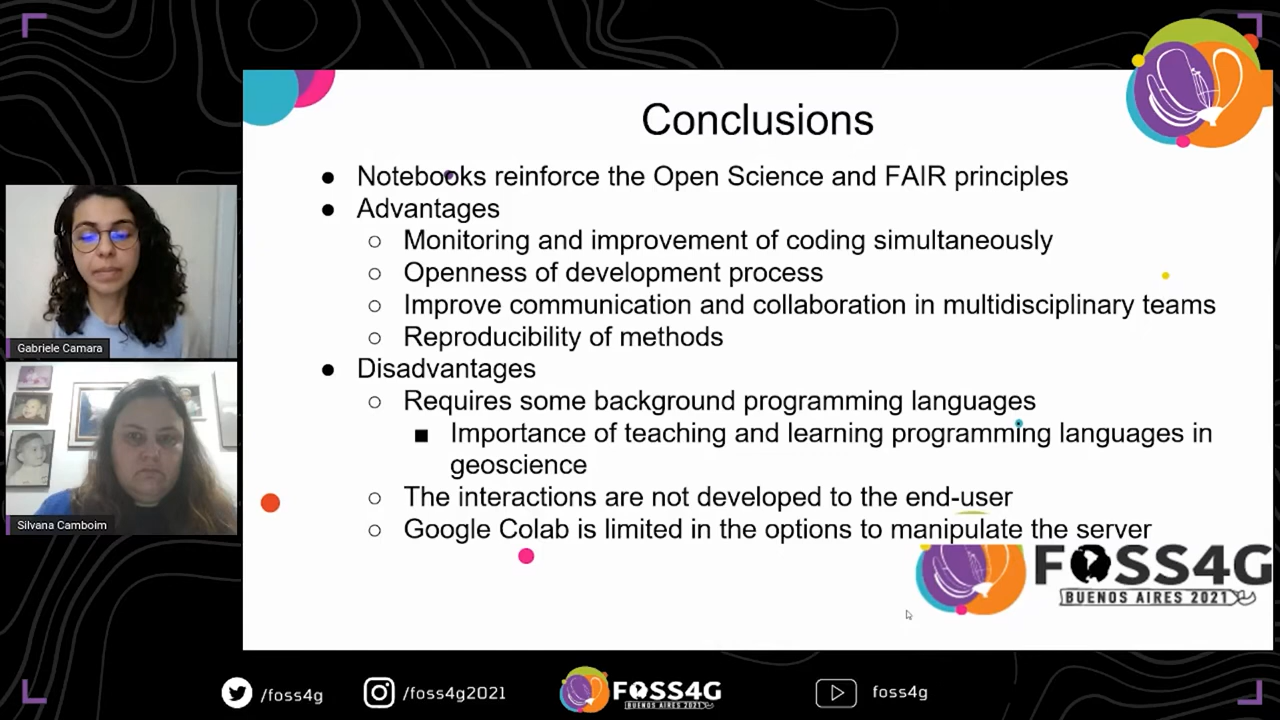 Conclusions
● Notebooks reinforce the Open Science and FAIR principles
● Advantages
○ Monitoring and improvement of coding simultaneously
○ Openness of development process
○ Improve communication and collaboration in multidisciplinary teams
○ Reproducibility of methods
● Disadvantages
○ Requires some background programming languages
■ Importance of teaching and learning programming languages in
geoscience
○ The interactions are not developed to the end-user
○ Google Colab is limited in the options to manipulate the server
FOSS4G
BUENOS AIRES 2021
Gabriele Camara
Silvana Camboim
/foss4g
/foss4g2021
FOSS4G
BUENOS AIRES 2021
foss4g